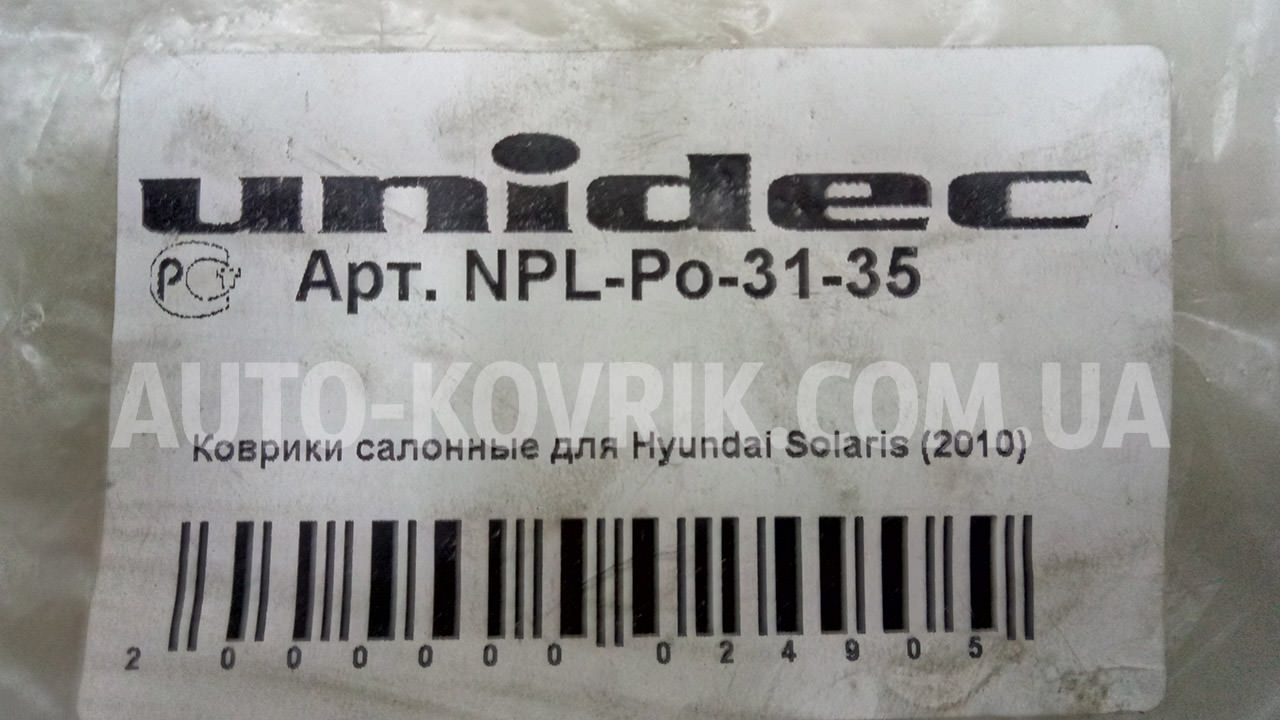 unidec
РСТ Арт. NPL-Po-31-35
AUTO-KOVRIK.COM.UA
Коврики салонные для Hyundai Solaris (2010)
2 000000 024905